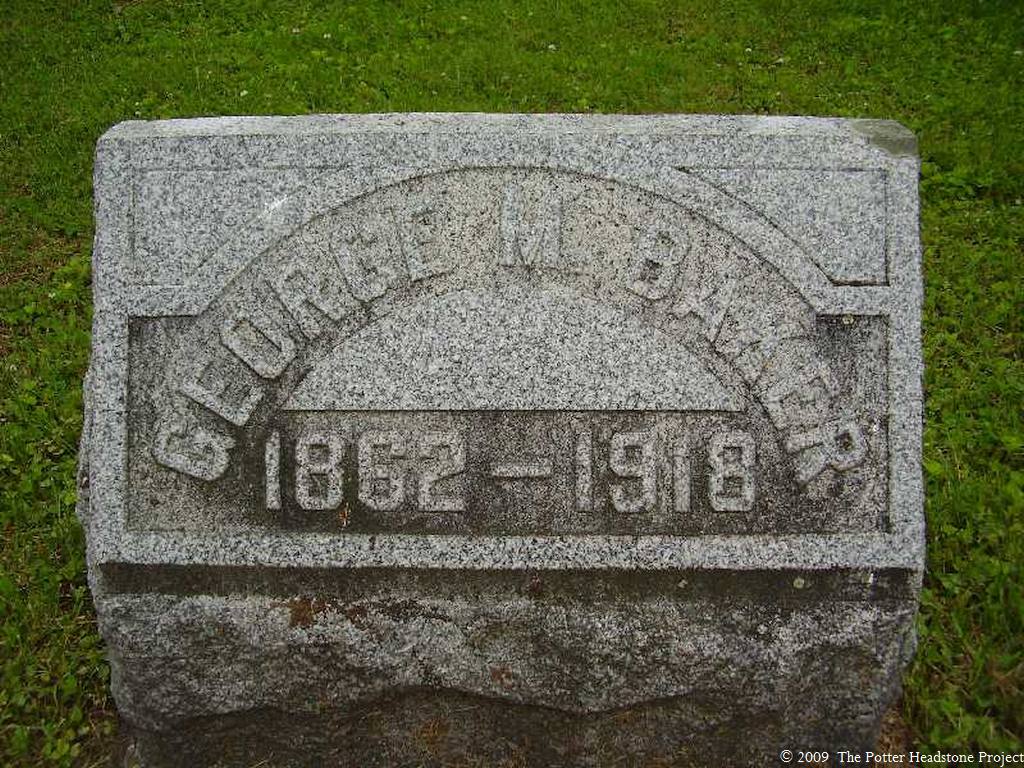 GEORGE M. BAKER
1862 – 1918
© 2009 The Potter Headstone Project